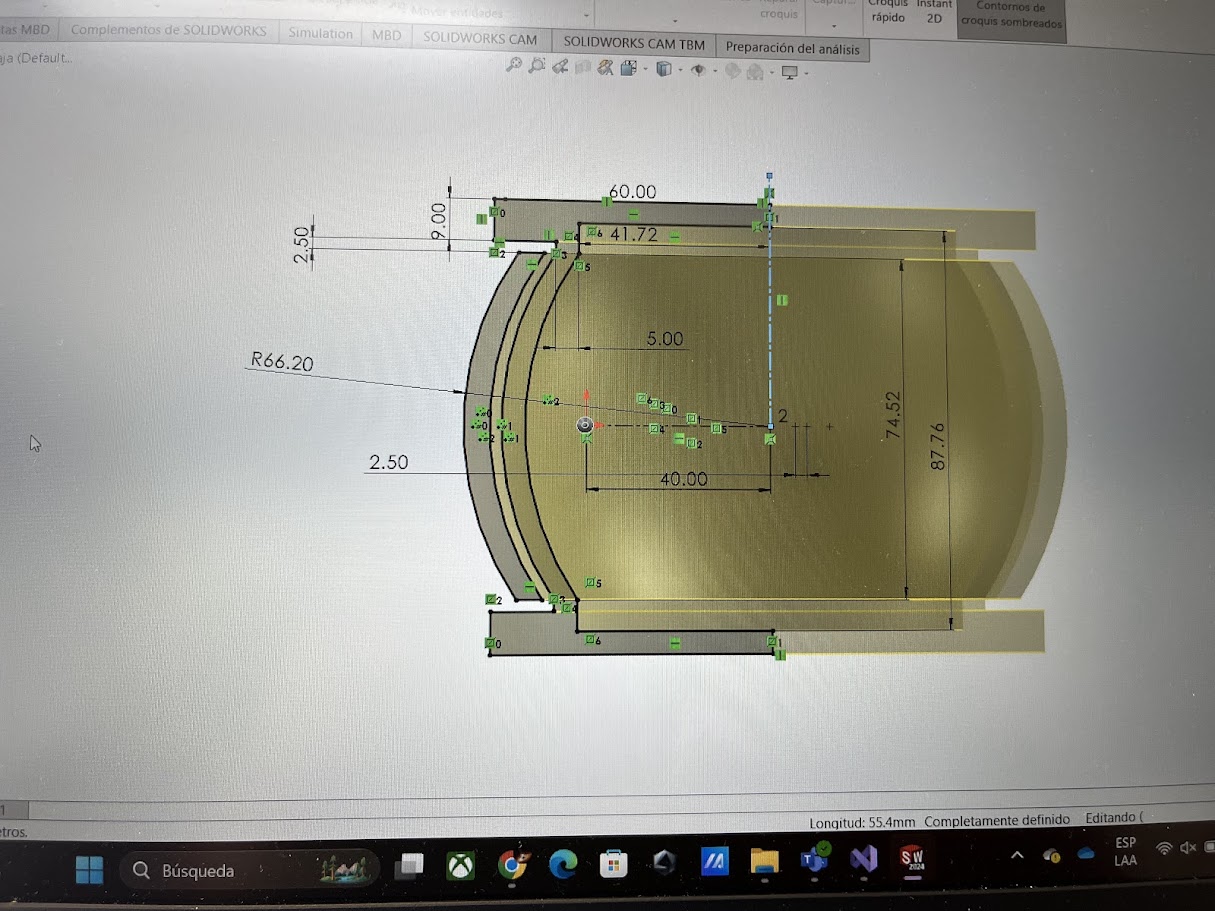 Mover entidades
croquis
Croquis
rápido
Instant
2D
Contornos de
croquis sombreados
tas MBD
Complementos de SOLIDWORKS
Simulation
MBD
SOLIDWORKS CAM
SOLIDWORKS CAM TBM
Preparación del análisis
ja (Default...
60.00
9.00
41.72
2.50
5.00
R66.20
2
74.52
87.76
2.50
40.00
1
etros.
Longitud: 55.4mm
Completamente definido
Editando (
Búsqueda
SW
2024
ESP
LAA